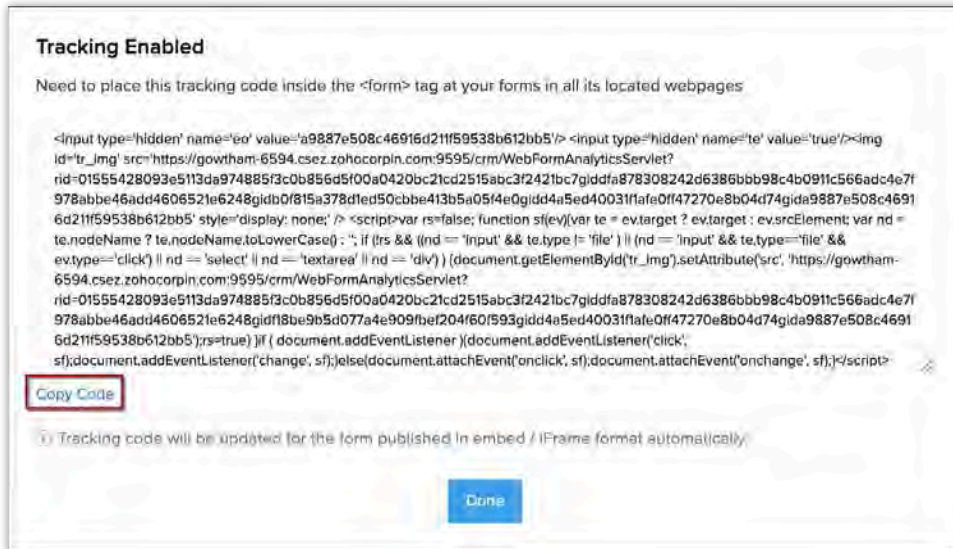 Tracking Enabled
Need to place this tracking code inside the <form> tag at your forms in all its located webpages
<input type='hidden' name='eo' value='a9887e508c46916d211f59538b612bb5'/> <input type='hidden' name='te' value='true'/><img
id='tr_img' src='https://gowtham-6594.csez.zohocorpin.com:9595/crm/WebFormAnalyticsServlet?
rid=01555428093e5113da974885f3c0b856d5f00a0420bc21cd2515abc3f2421bc7giddfa878308242d6386bbb98c4b0911c566adc4e7f
978abbe46add4606521e6248gidb0f815a378d1ed50cbbe413b5a05f4e0gidd4a5ed40031f1afe0ff47270e8b04d74gida9887e508c4691
6d211f59538b612bb5' style='display: none;' /> <script>var rs=false; function sf(ev){var te = ev.target ? ev.target : ev.srcElement; var nd =
te.nodeName ? te.nodeName.toLowerCase() : ''; if (!rs && ((nd == 'input' && te.type != 'file' ) || (nd == 'input' && te.type=='file' &&
ev.type=='click') || nd == 'select' || nd == 'textarea' || nd == 'div') ) {document.getElementById('tr_img').setAttribute('src', 'https://gowtham-
6594.csez.zohocorpin.com:9595/crm/WebFormAnalyticsServlet?
rid=01555428093e5113da974885f3c0b856d5f00a0420bc21cd2515abc3f2421bc7giddfa878308242d6386bbb98c4b0911c566adc4e7f
978abbe46add4606521e6248gidf18be9b5d077a4e909fbef204f60f593gidd4a5ed40031f1afe0ff47270e8b04d74gida9887e508c4691
6d211f59538b612bb5');rs=true} }if ( document.addEventListener ){document.addEventListener('click',
sf);document.addEventListener('change', sf);}else{document.attachEvent('onclick', sf);document.attachEvent('onchange', sf);}</script>
Copy Code
Tracking code will be updated for the form published in embed / iFrame format automatically.
Done